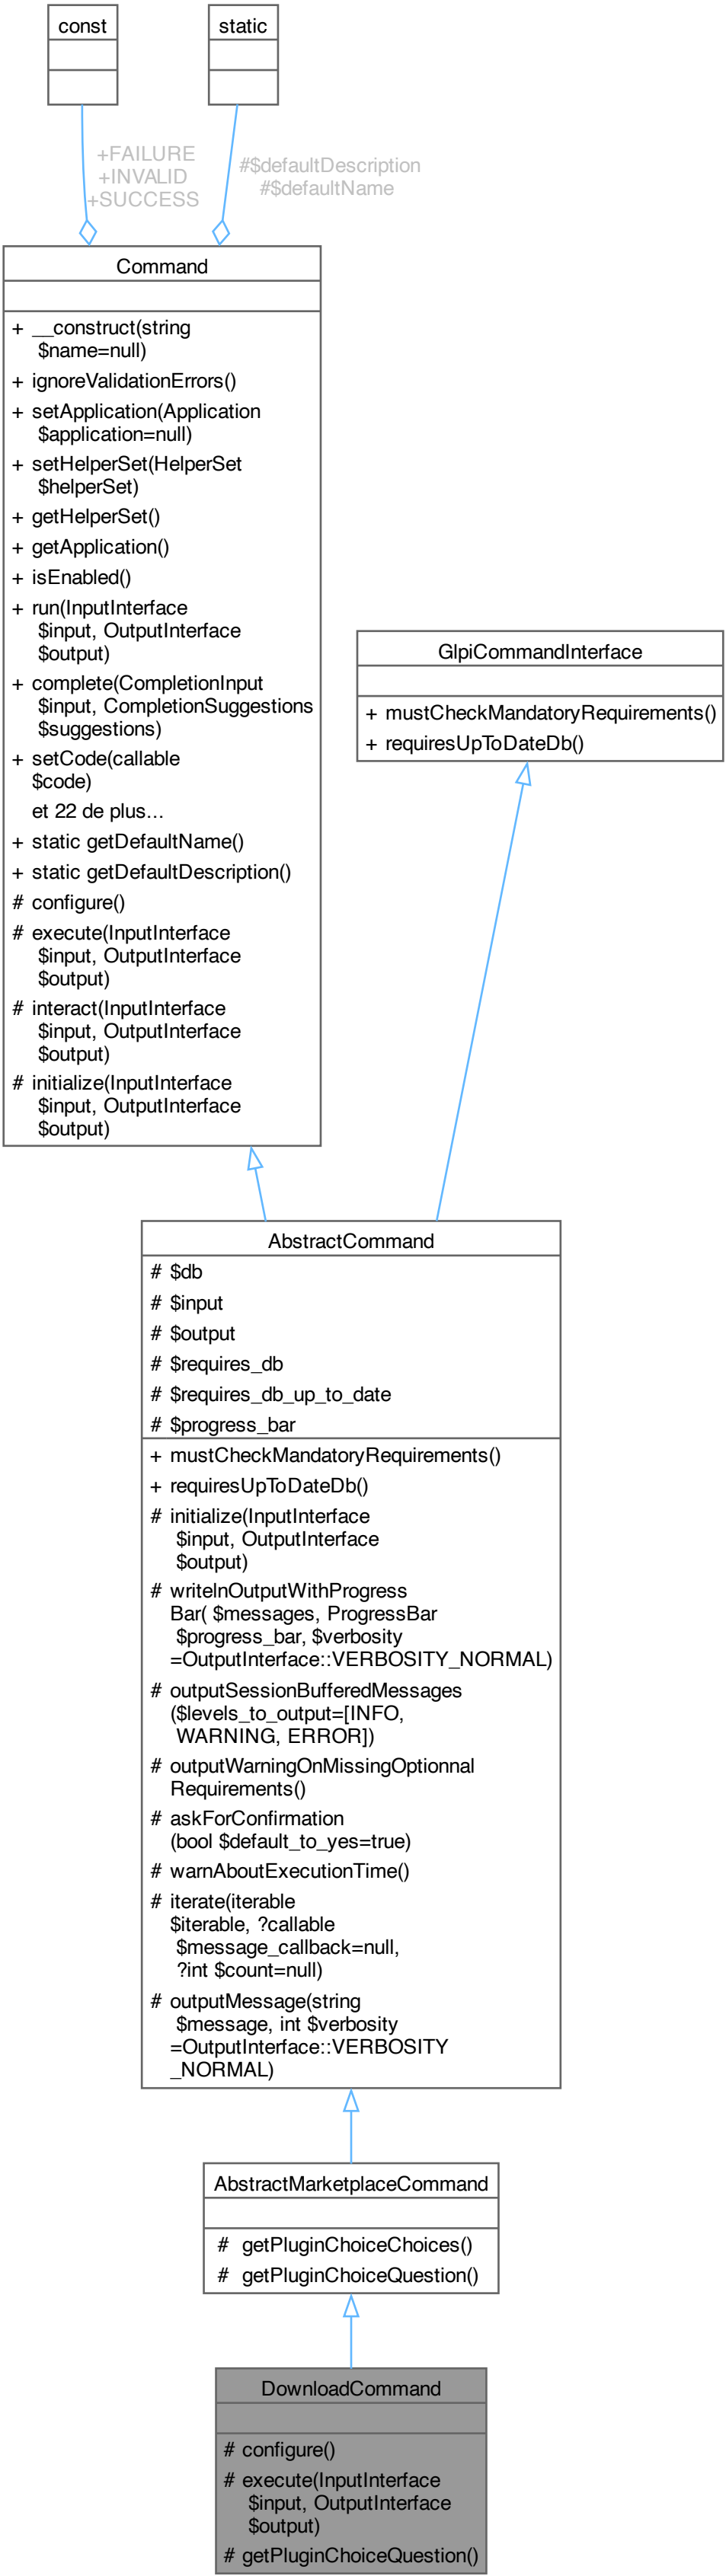 const
static
+FAILURE
+INVALID
+SUCCESS
#$defaultDescription
#$defaultName
Command
+ __construct(string
$name=null)
+ ignoreValidationErrors()
+ setApplication(Application
$application=null)
+ setHelperSet(HelperSet
$helperSet)
+ getHelperSet()
+ getApplication()
+ isEnabled()
+ run(InputInterface
$input, OutputInterface
$output)
+ complete(CompletionInput
$input, CompletionSuggestions
$suggestions)
+ setCode(callable
$code)
et 22 de plus...
+ static getDefaultName()
+ static getDefaultDescription()
# configure()
# execute(InputInterface
$input, OutputInterface
$output)
# interact(InputInterface
$input, OutputInterface
$output)
# initialize(InputInterface
$input, OutputInterface
$output)
GlpiCommandInterface
+ mustCheckMandatoryRequirements()
+ requiresUpToDateDb()
AbstractCommand
# $db
# $input
# $output
# $requires_db
# $requires_db_up_to_date
# $progress_bar
+ mustCheckMandatoryRequirements()
+ requiresUpToDateDb()
# initialize(InputInterface
$input, OutputInterface
$output)
# writelnOutputWithProgress
Bar( $messages, ProgressBar
$progress_bar, $verbosity
=OutputInterface::VERBOSITY_NORMAL)
# outputSessionBufferedMessages
($levels_to_output=[INFO,
WARNING, ERROR])
# outputWarningOnMissingOptionnal
Requirements()
# askForConfirmation
(bool $default_to_yes=true)
# warnAboutExecutionTime()
# iterate(iterable
$iterable, ?callable
$message_callback=null,
?int $count=null)
# outputMessage(string
$message, int $verbosity
=OutputInterface::VERBOSITY
_NORMAL)
AbstractMarketplaceCommand
# getPluginChoiceChoices()
# getPluginChoiceQuestion()
DownloadCommand
# configure()
# execute(InputInterface
$input, OutputInterface
$output)
# getPluginChoiceQuestion()